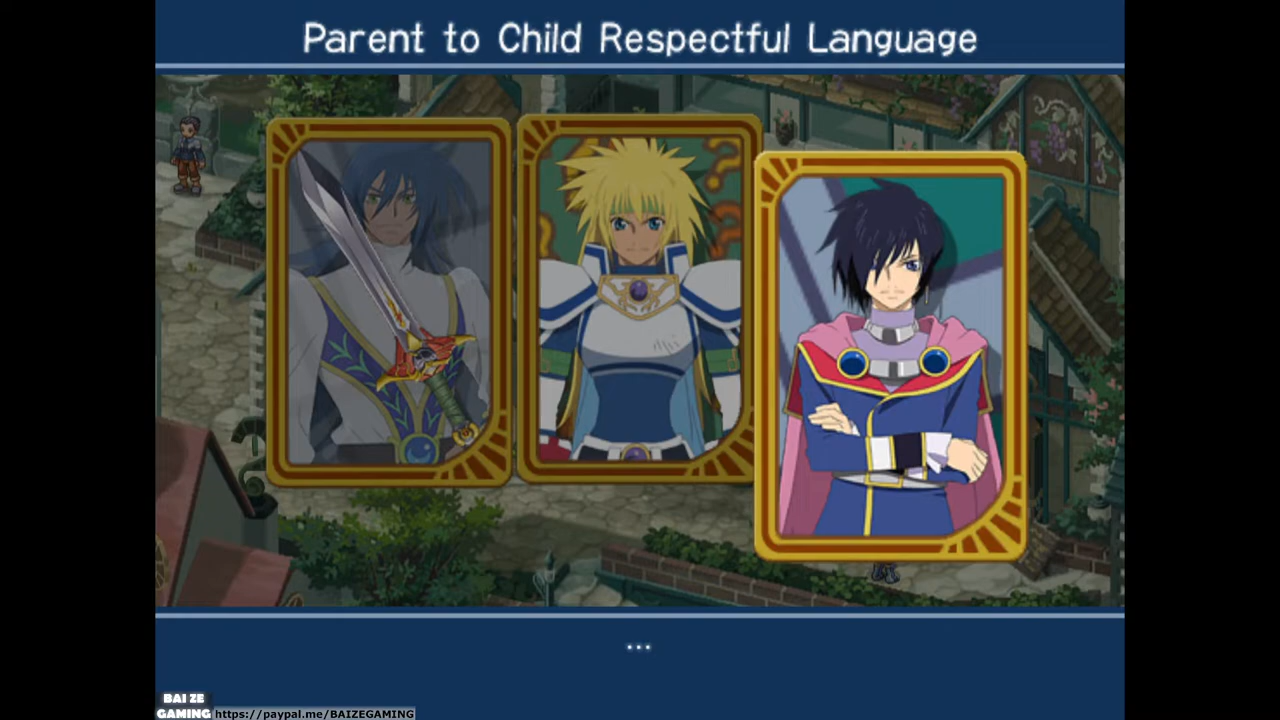 Parent to Child Respectful Language
...
BAI ZE
GAMING https://paypal.me/BAIZEGAMING